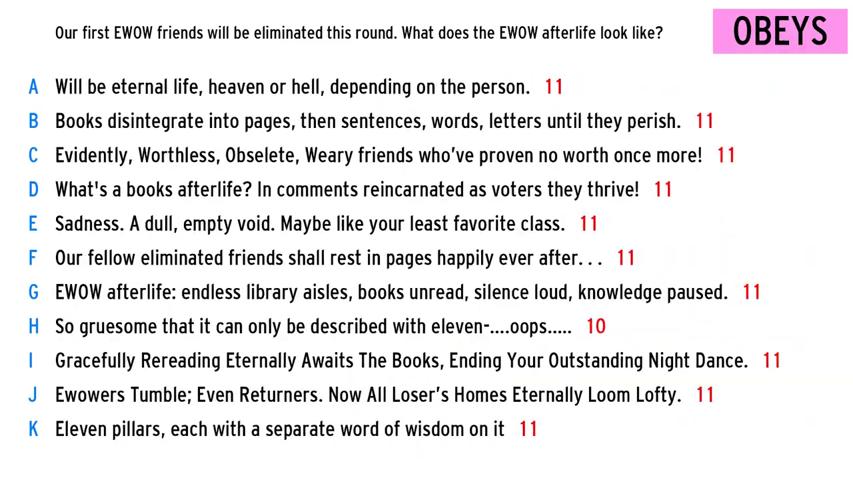 Our first EWOW friends will be eliminated this round. What does the EWOW afterlife look like?
OBEYS
A Will be eternal life, heaven or hell, depending on the person. 11
B Books disintegrate into pages, then sentences, words, letters until they perish. 11
C Evidently, Worthless, Obselete, Weary friends who've proven no worth once more! 11
D What's a books afterlife? In comments reincarnated as voters they thrive! 11
E Sadness. A dull, empty void. Maybe like your least favorite class. 11
F Our fellow eliminated friends shall rest in pages happily ever after... 11
G EWOW afterlife: endless library aisles, books unread, silence loud, knowledge paused. 11
H So gruesome that it can only be described with eleven-....oops..... 10
I Gracefully Rereading Eternally Awaits The Books, Ending Your Outstanding Night Dance. 11
J Ewowers Tumble; Even Returners. Now All Loser's Homes Eternally Loom Lofty. 11
K Eleven pillars, each with a separate word of wisdom on it 11